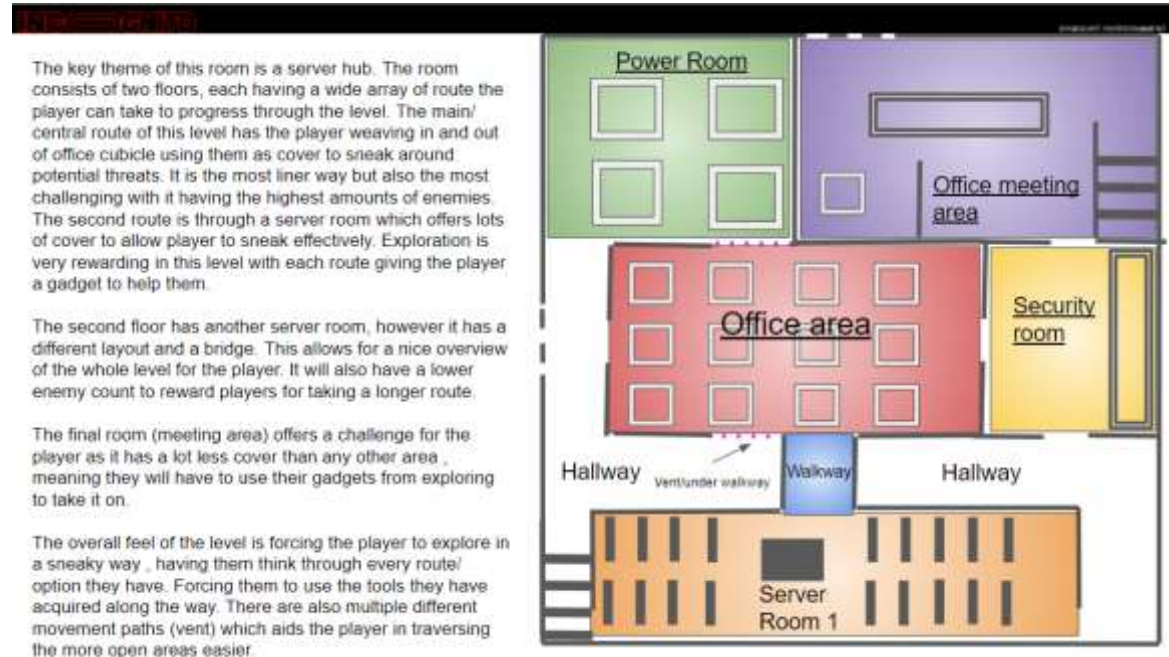 The key theme of this room is a server hub. The room
consists of two floors, each having a wide array of route the
player can take to progress through the level. The main/
central route of this level has the player weaving in and out
of office cubicle using them as cover to sneak around
potential threats. It is the most liner way but also the most
challenging with it having the highest amounts of enemies.
The second route is through a server room which offers lots
of cover to allow player to sneak effectively. Exploration is
very rewarding in this level with each route giving the player
a gadget to help them.
The second floor has another server room, however it has a
different layout and a bridge. This allows for a nice overview
of the whole level for the player. It will also have a lower
enemy count to reward players for taking a longer route.
The final room (meeting area) offers a challenge for the
player as it has a lot less cover than any other area ,
meaning they will have to use their gadgets from exploring
to take it on.
The overall feel of the level is forcing the player to explore in
a sneaky way , having them think through every route/
option they have. Forcing them to use the tools they have
acquired along the way. There are also multiple different
movement paths (vent) which aids the player in traversing
the more open areas easier.
Power Room
Office meeting
area
Office area
Security
room
Hallway
Vent/under walkway
Walkway
Hallway
Server
Room 1